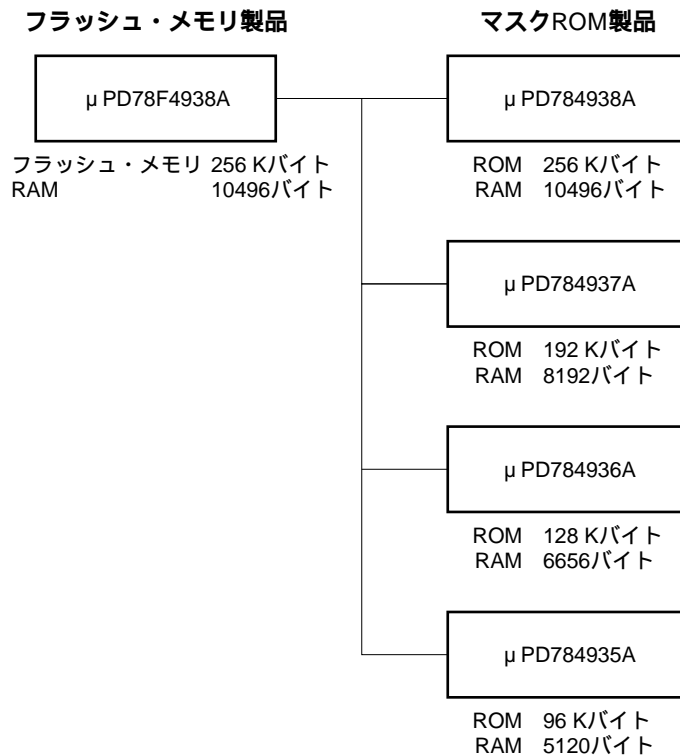 フラッシュ・メモリ製品
マスクROM製品
μPD78F4938A
フラッシュ・メモリ 256 Kバイト
RAM 10496バイト
μPD784938A
ROM 256 Kバイト
RAM 10496バイト
μPD784937A
ROM 192 Kバイト
RAM 8192バイト
μPD784936A
ROM 128 Kバイト
RAM 6656バイト
μPD784935A
ROM 96 Kバイト
RAM 5120バイト